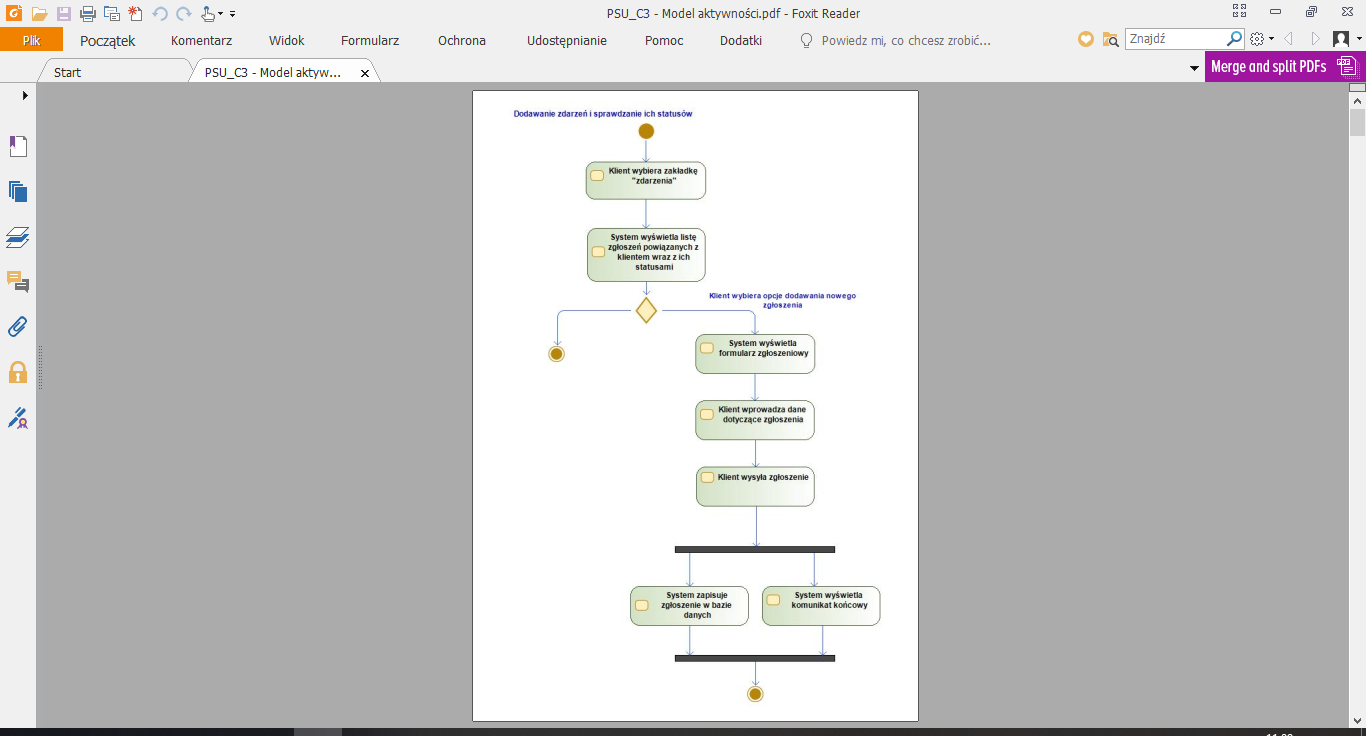 PSU_C3 - Model aktywności.pdf - Foxit Reader
Plik
Początek
Komentarz
Widok
Formularz
Ochrona
Udostępnianie
Pomoc
Dodatki
Powiedz mi, co chcesz zrobić…
Znajdź
Start
PSU_C3 - Model aktyw...
Merge and split PDFs
Dodawanie zdarzeń i sprawdzanie ich statusów
Klient wybiera zakładkę
"zdarzenia"
System wyświetla listę
zgłoszeń powiązanych z
klientem wraz z ich
statusami
Klient wybiera opcje dodawania nowego
zgłoszenia
System wyświetla
formularz zgłoszeniowy
Klient wprowadza dane
dotyczące zgłoszenia
Klient wysyła zgłoszenie
System zapisuje
zgłoszenie w bazie
danych
System wyświetla
komunikat końcowy